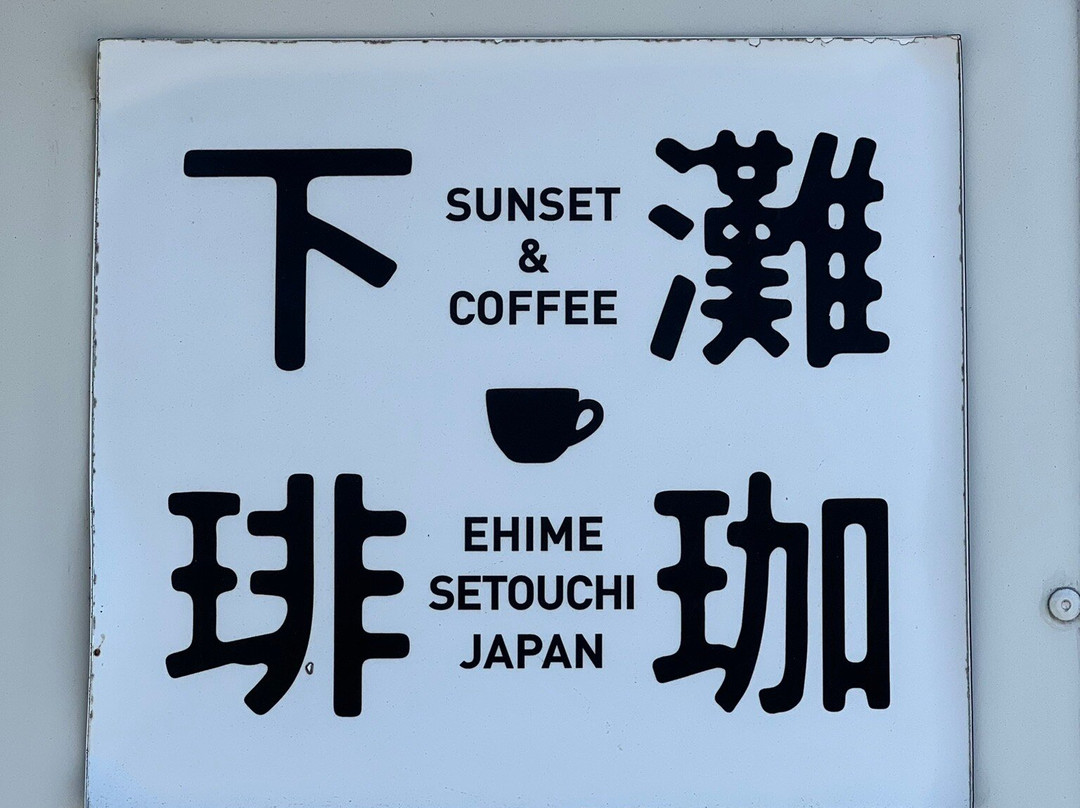 下灘
SUNSET
&
COFFEE
珈琲
EHIME
SETOUCHI
JAPAN